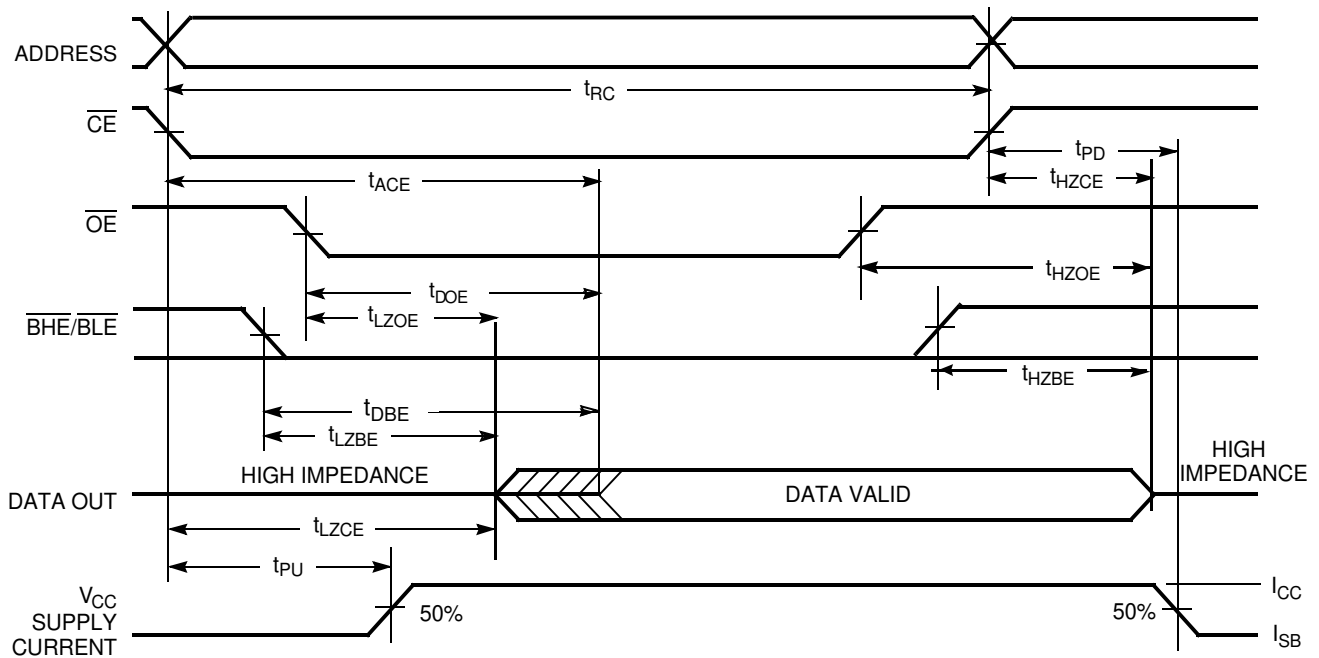 ADDRESS
tRC
CE
tPD
tACE
tHZCE
OE
tHZOE
tDOE
tLZOE
BHE/BLE
tHZBE
tDBE
tLZBE
HIGH IMPEDANCE
HIGH
IMPEDANCE
DATA OUT
DATA VALID
tLZCE
tPU
VCC
SUPPLY
CURRENT
50%
50%
ICC
ISB